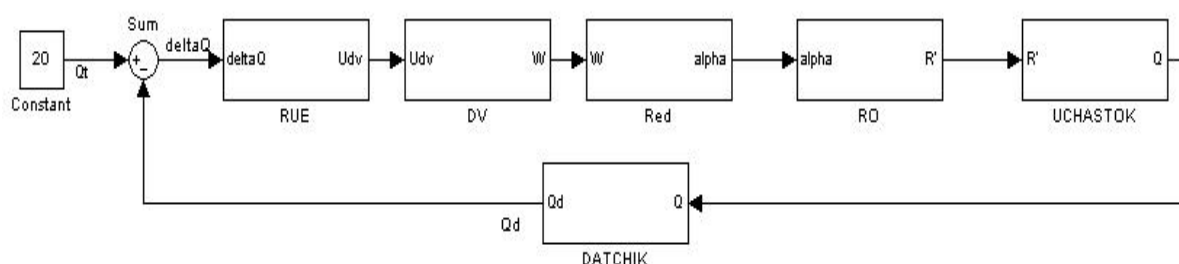 Sum
20
Constant
Qt
+
−
deltaQ
deltaQ Udv
RUE
Udv W
DV
W alpha
Red
alpha R'
RO
R' Q
UCHASTOK
Qd Q
DATCHIK
Qd